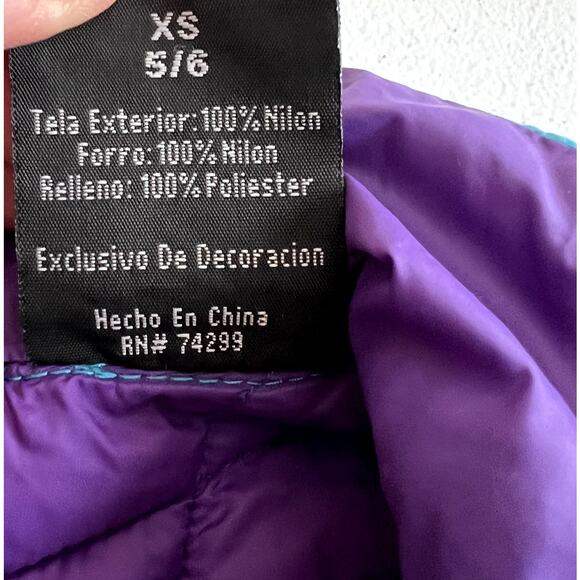 XS
5/6
Tela Exterior:100%Nilon
Forro:100%Nilon
Relleno: 100%Poliester
Exclusivo De Decoracion
Hecho En China
RN# 74299